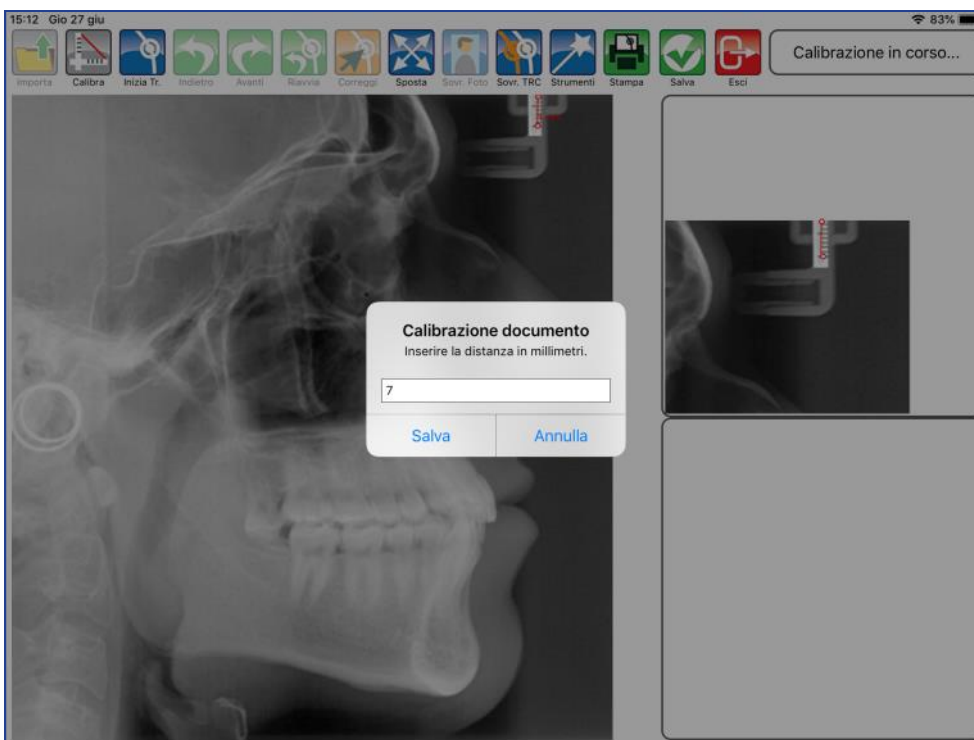 15:12 Gio 27 giu
83%
Importa Calibra Inizia Tr. Indietro Avanti Riavvia Correggi Sposta Sovr. Foto Sovr. TRC Strumenti Stampa Salva Esci
Calibrazione in corso...
Calibrazione documento
Inserire la distanza in millimetri.
7
Salva Annulla